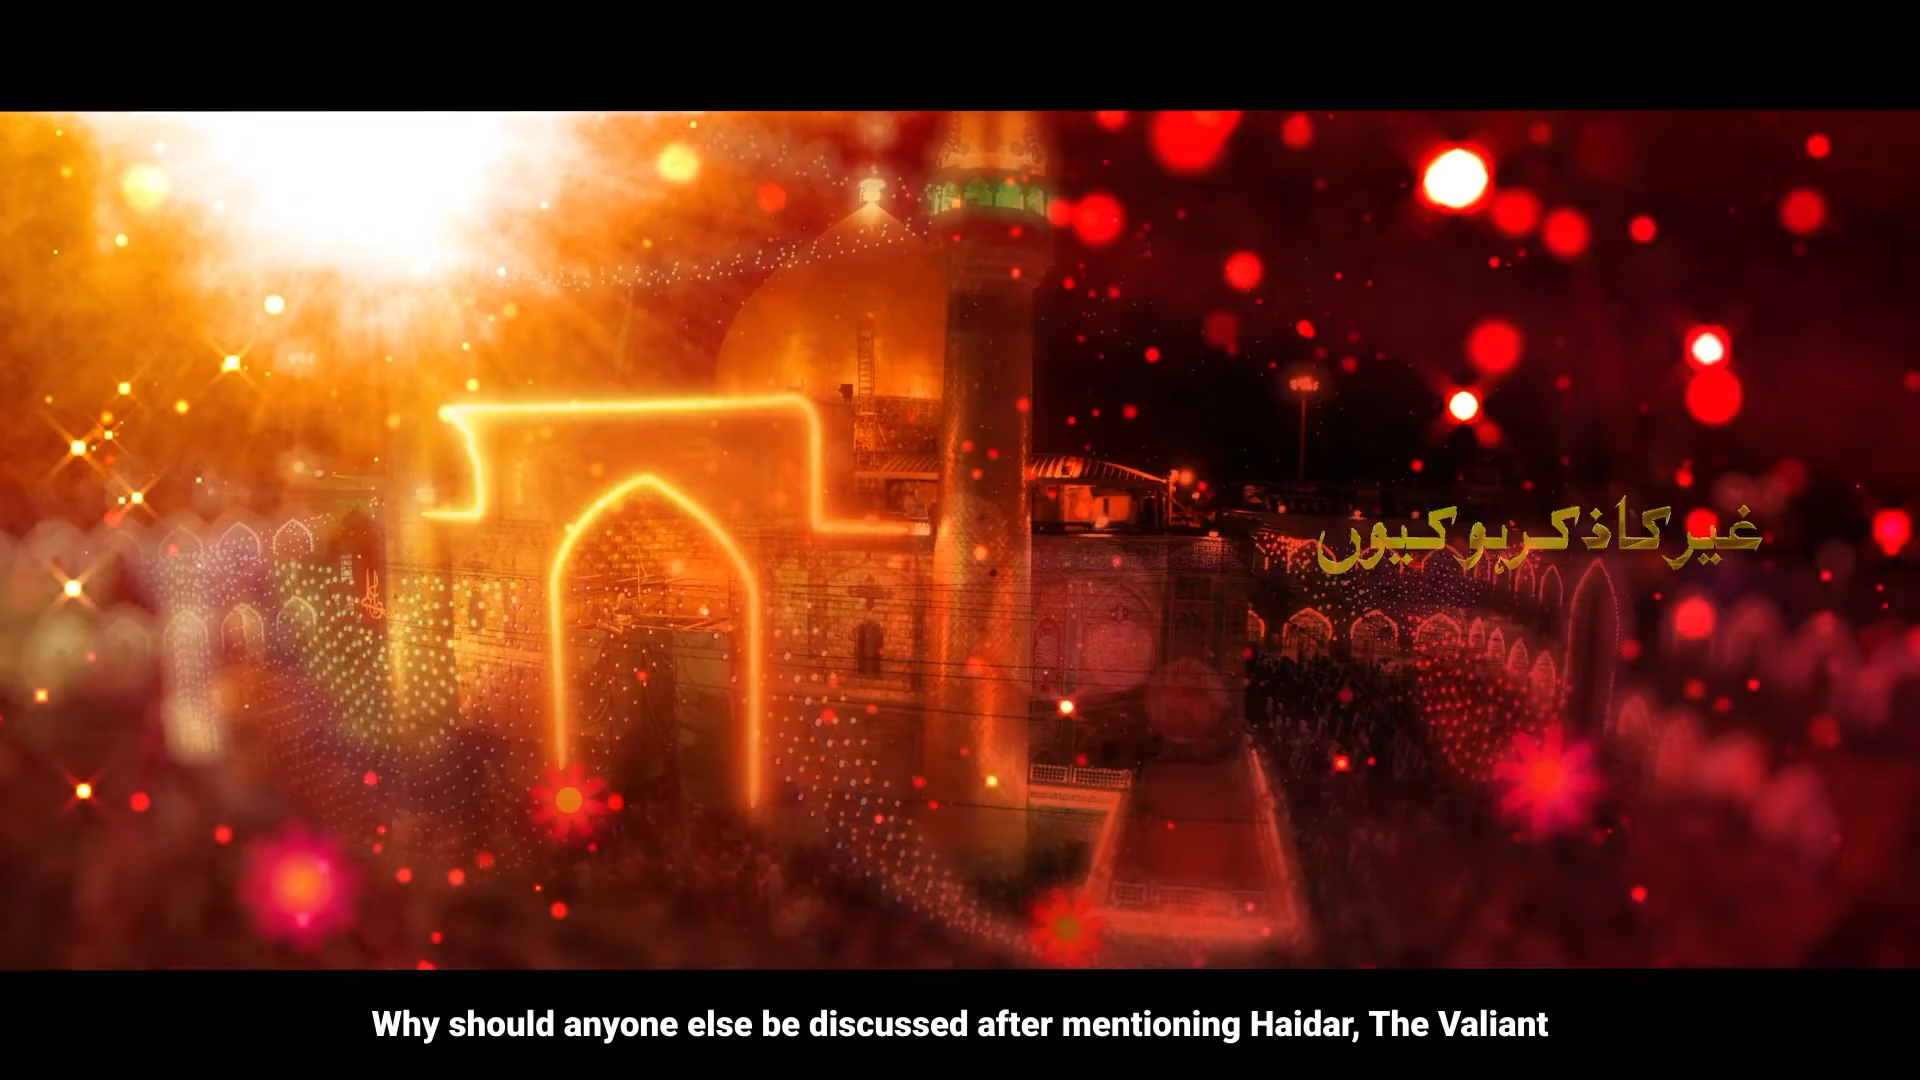 غیر کا ذکر ہو کیوں
Why should anyone else be discussed after mentioning Haidar, The Valiant